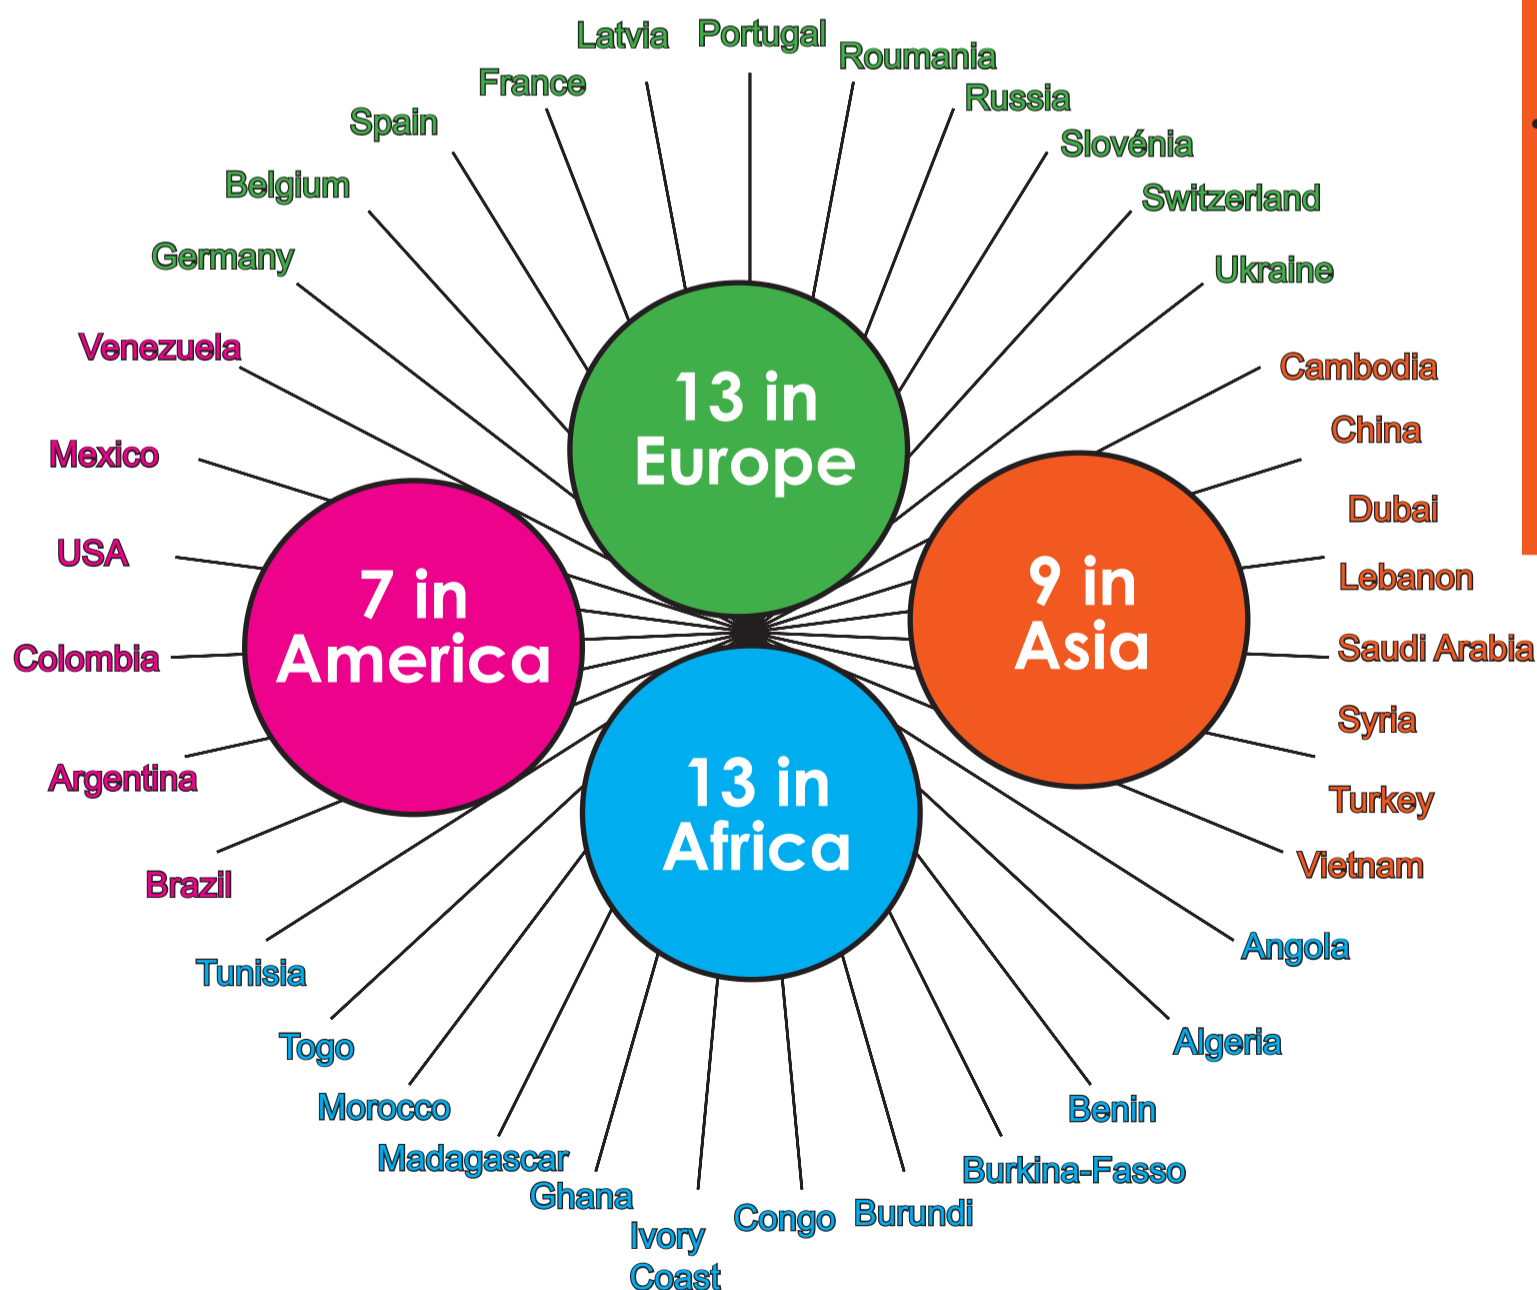 Latvia
Portugal
Roumania
France
Russia
Spain
Slovénia
Belgium
Switzerland
Germany
Ukraine
Venezuela
Cambodia
13 in
Europe
China
Mexico
Dubai
USA
Lebanon
7 in
America
9 in
Asia
Colombia
Saudi Arabia
Syria
Argentina
Turkey
13 in
Africa
Brazil
Vietnam
Tunisia
Angola
Togo
Algeria
Morocco
Benin
Madagascar
Burkina-Fasso
Ghana
Ivory
Coast
Congo
Burundi